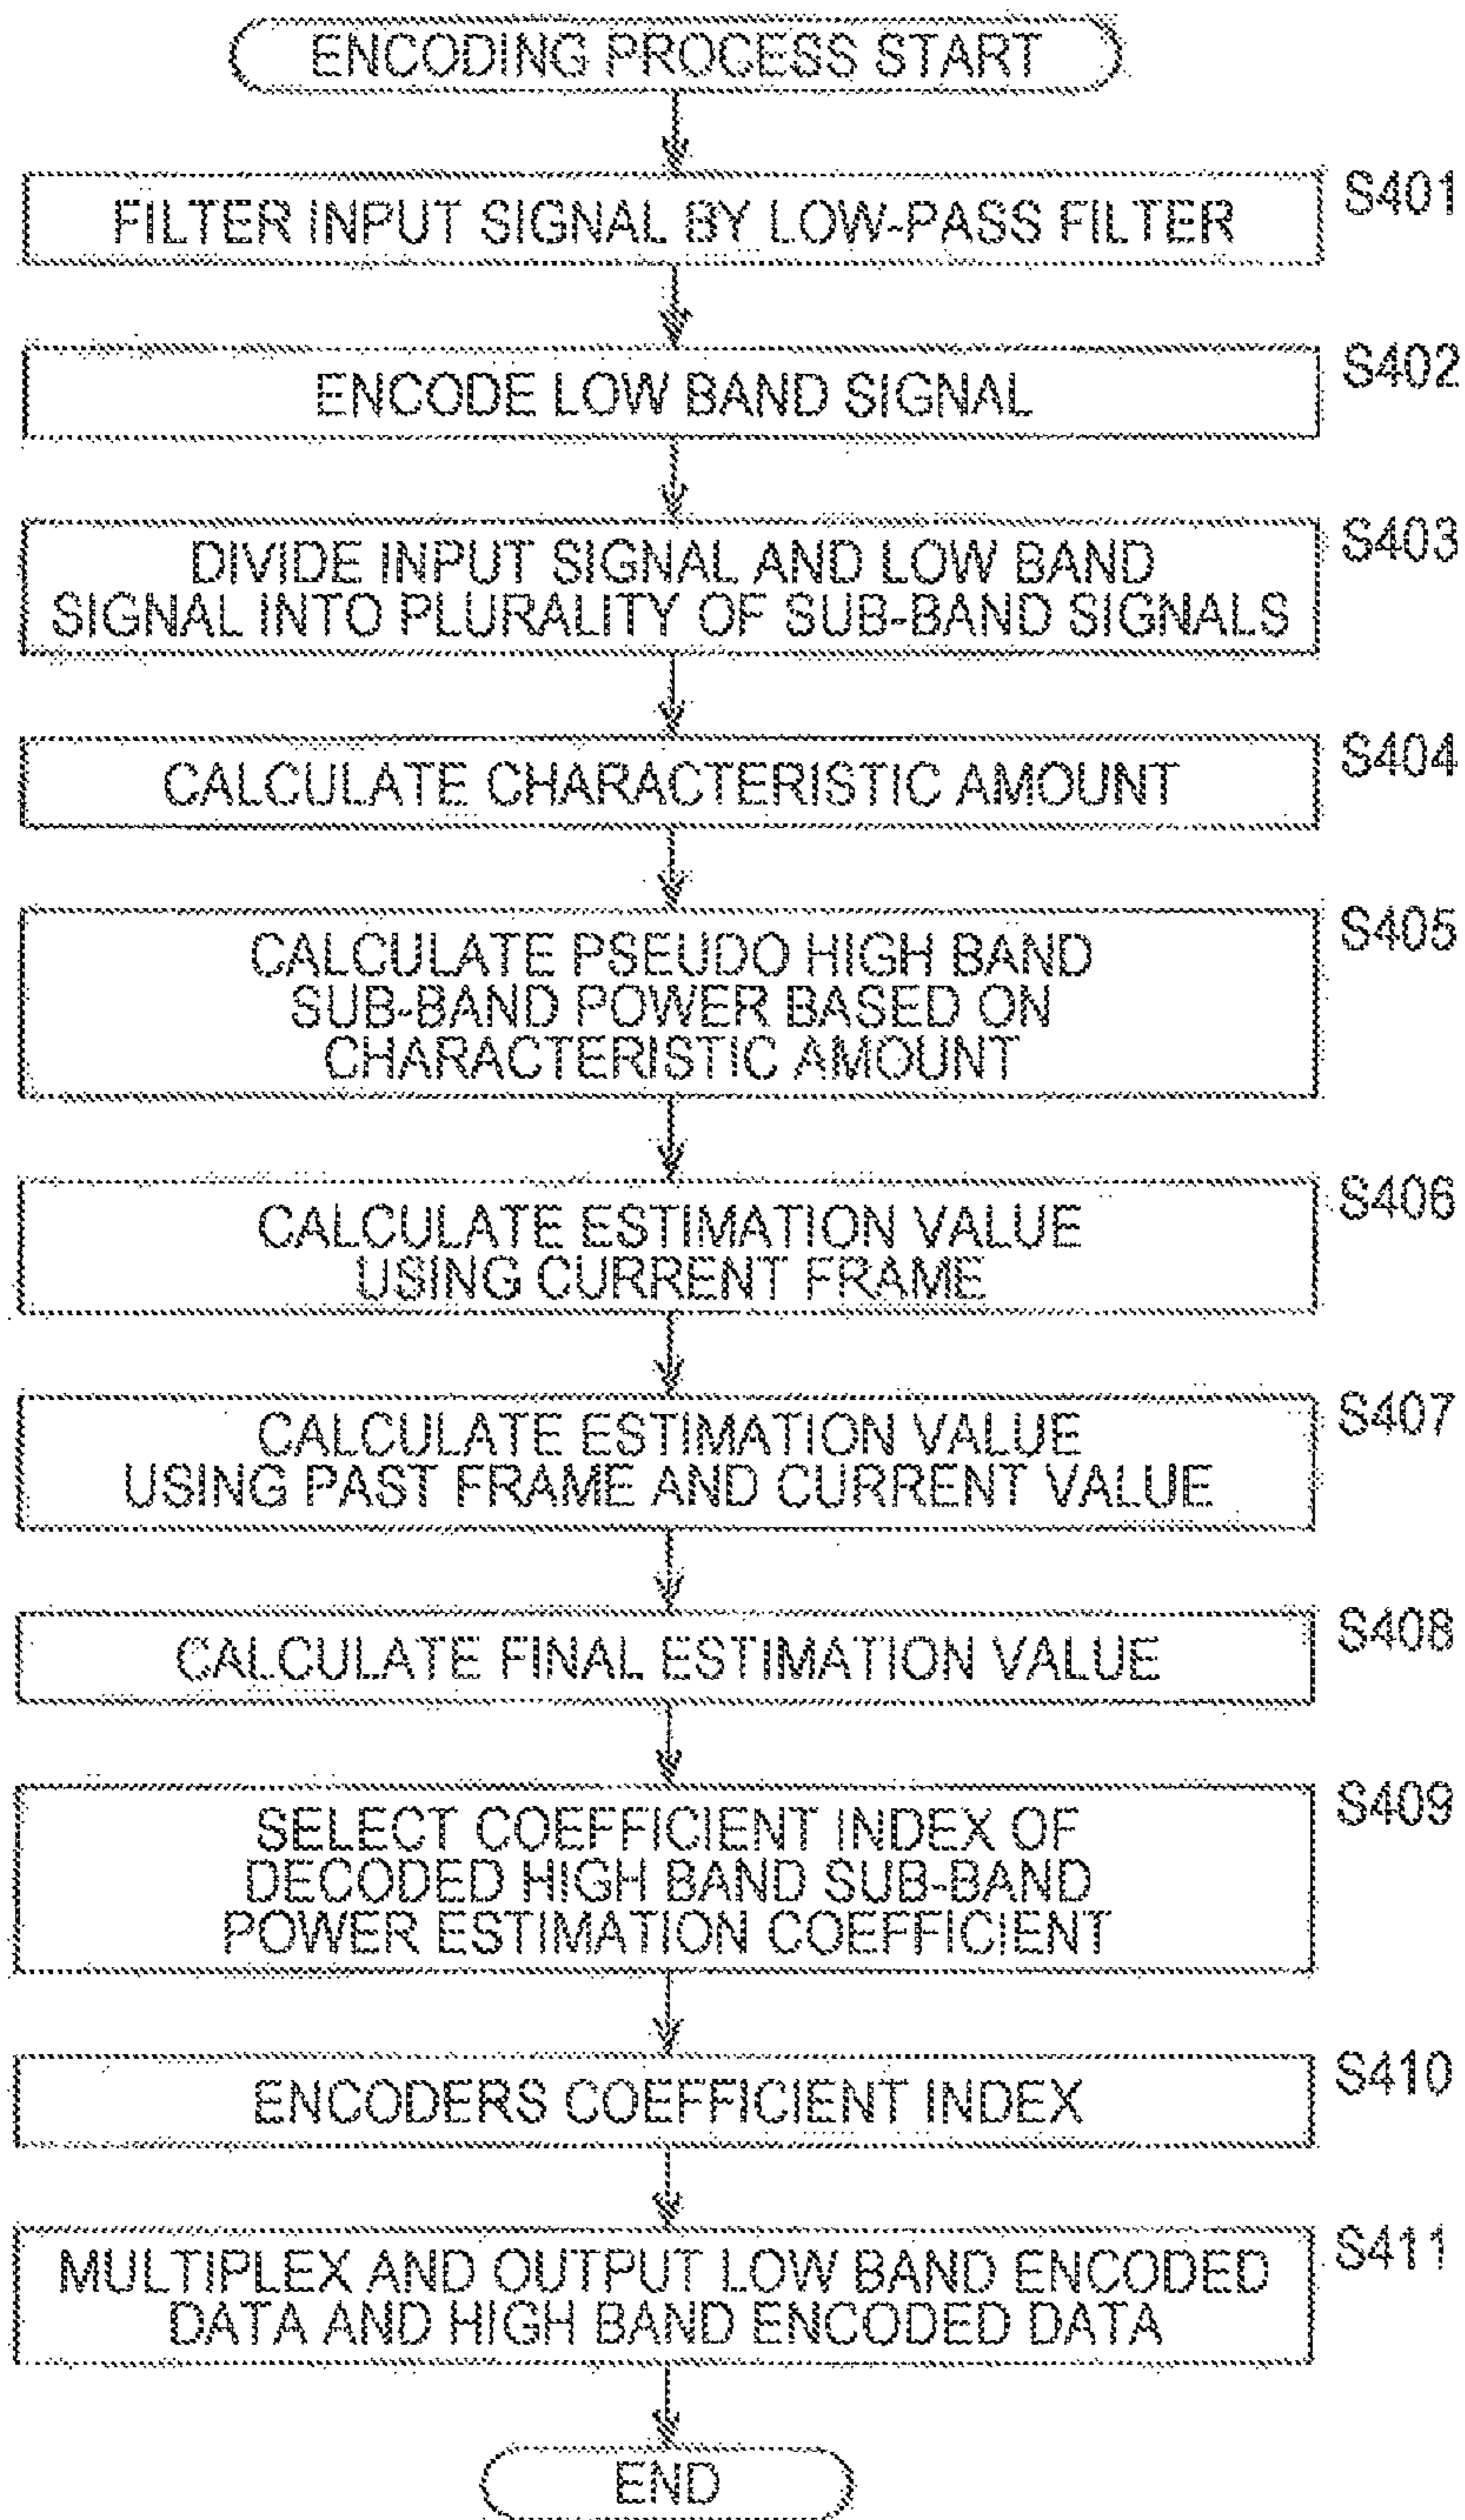 ENCODING PROCESS START
FILTER INPUT SIGNAL BY LOW-PASS FILTER
S401
ENCODE LOW BAND SIGNAL
S402
DIVIDE INPUT SIGNAL AND LOW BAND
SIGNAL INTO PLURALITY OF SUB-BAND SIGNALS
S403
CALCULATE CHARACTERISTIC AMOUNT
S404
CALCULATE PSEUDO HIGH BAND
SUB-BAND POWER BASED ON
CHARACTERISTIC AMOUNT
S405
CALCULATE ESTIMATION VALUE
USING CURRENT FRAME
S406
CALCULATE ESTIMATION VALUE
USING PAST FRAME AND CURRENT VALUE
S407
CALCULATE FINAL ESTIMATION VALUE
S408
SELECT COEFFICIENT INDEX OF
DECODED HIGH BAND SUB-BAND
POWER ESTIMATION COEFFICIENT
S409
ENCODERS COEFFICIENT INDEX
S410
MULTIPLEX AND OUTPUT LOW BAND ENCODED
DATA AND HIGH BAND ENCODED DATA
S411
END